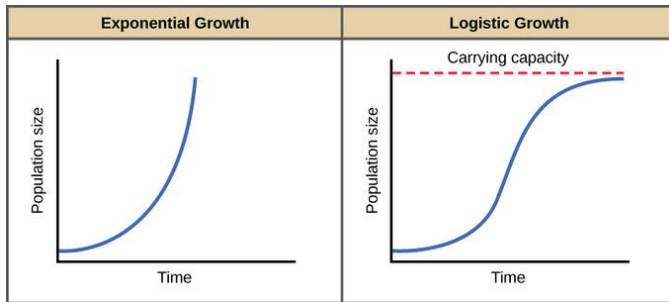 Exponential Growth
Population size
Time
Logistic Growth
Carrying capacity
Population size
Time